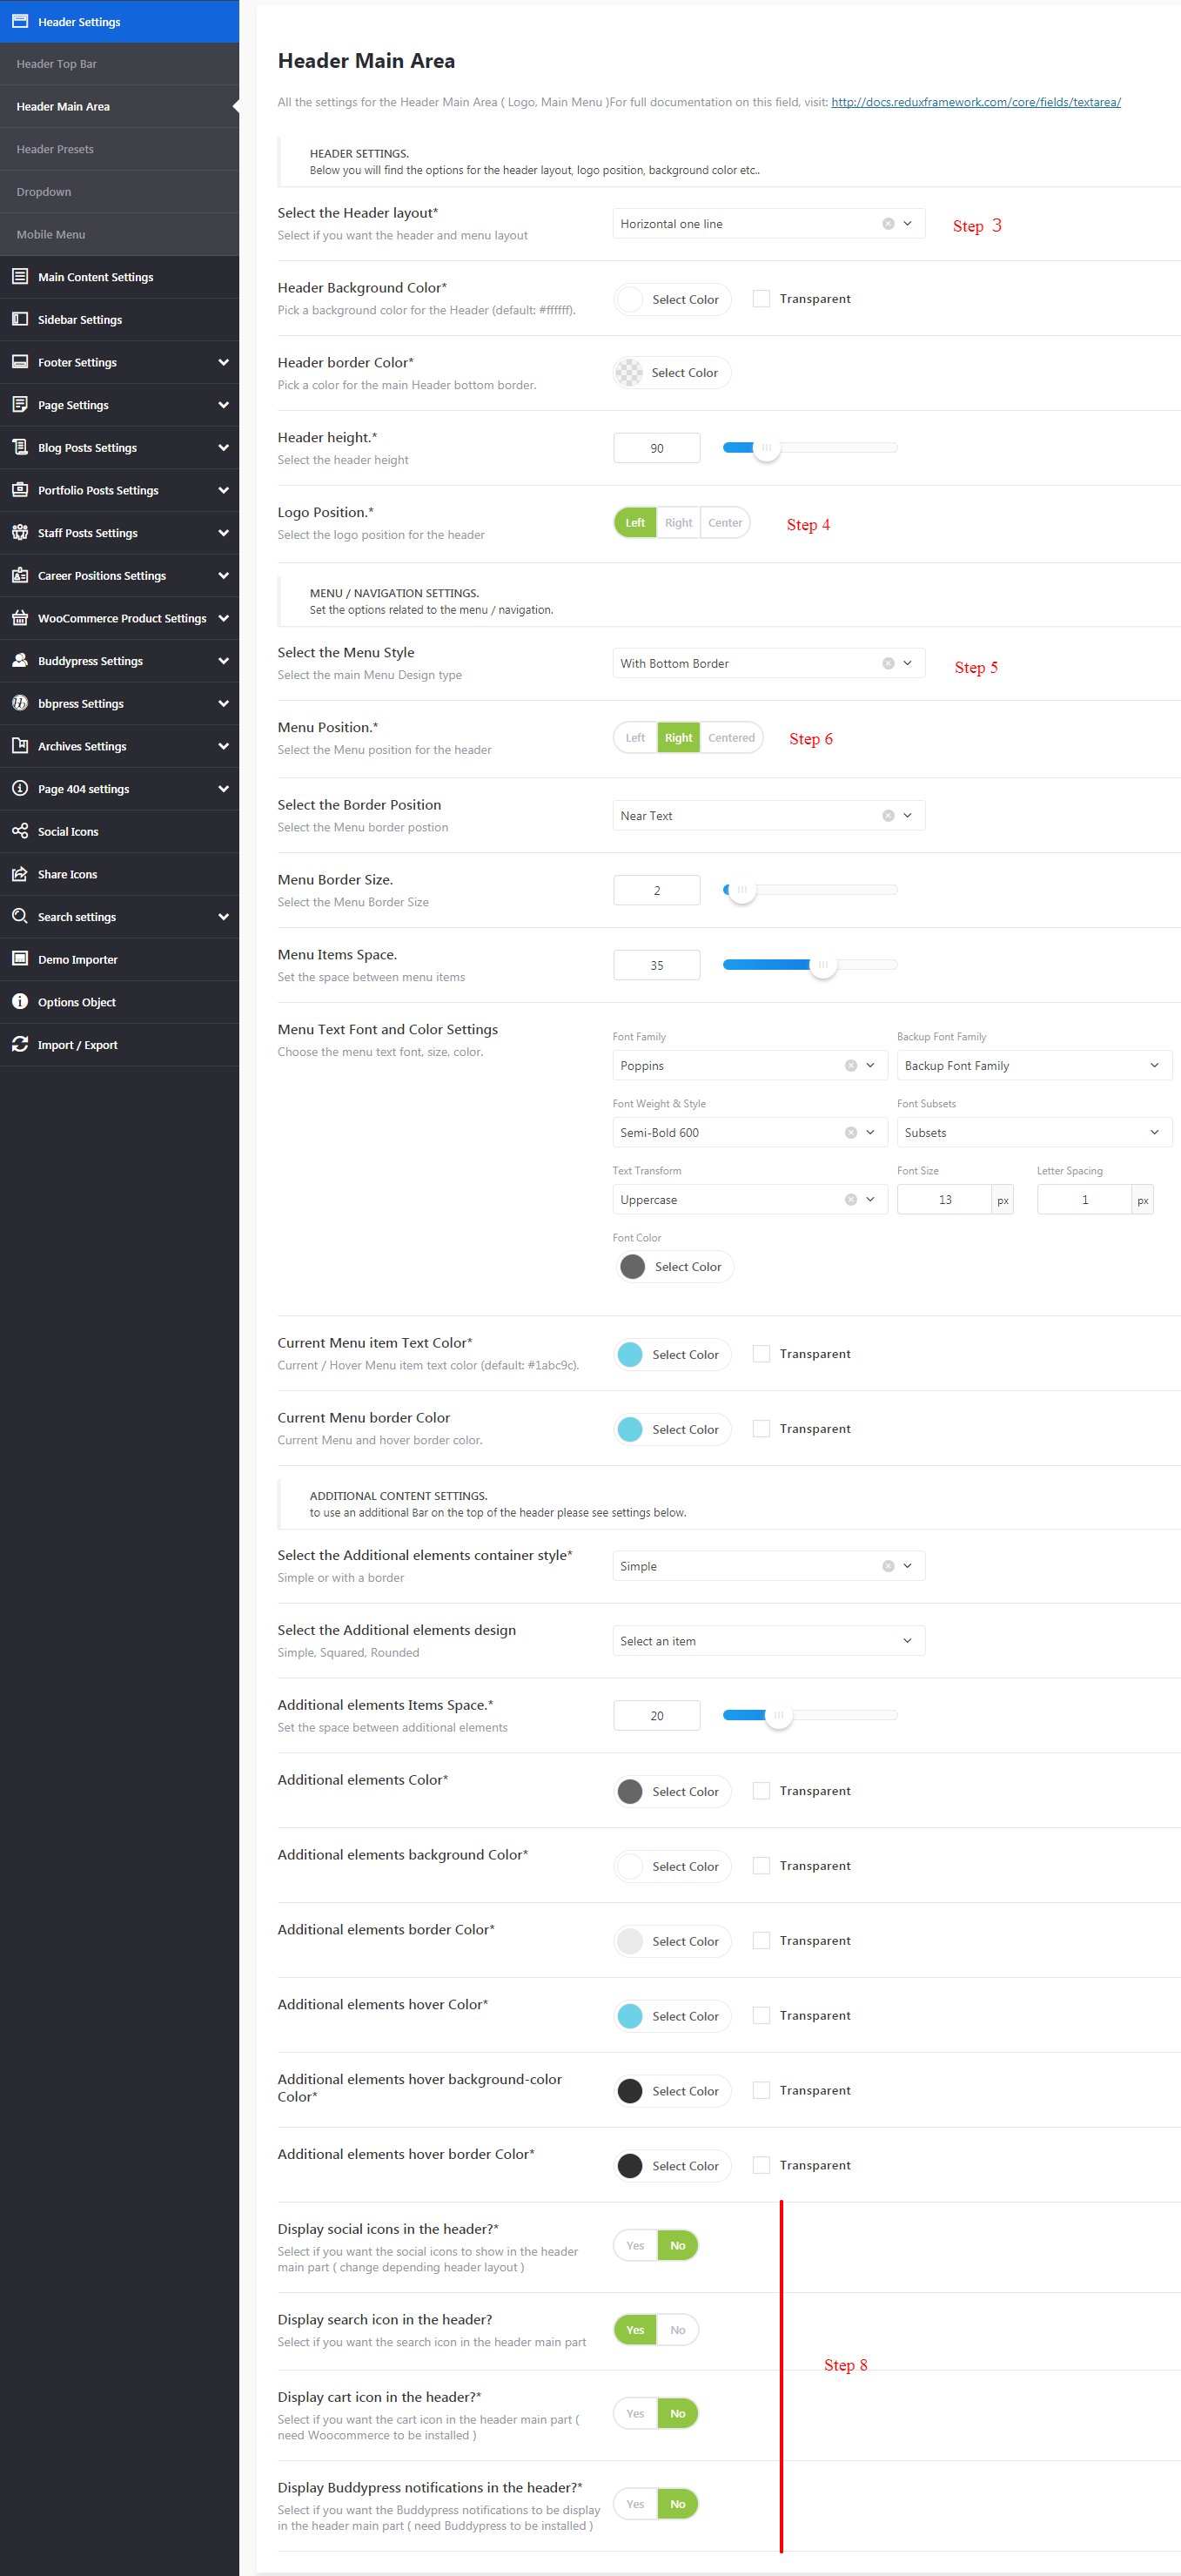 Header Settings
Header Top Bar
Header Main Area
Header Presets
Dropdown
Mobile Menu
Main Content Settings
Sidebar Settings
Footer Settings
Page Settings
Blog Posts Settings
Portfolio Posts Settings
Staff Posts Settings
Career Positions Settings
WooCommerce Product Settings
Buddypress Settings
bbpress Settings
Archives Settings
Page 404 settings
Social Icons
Share Icons
Search settings
Demo Importer
Options Object
Import / Export
Header Main Area
All the settings for the Header Main Area ( Logo, Main Menu )For full documentation on this field, visit: http://docs.reduxframework.com/core/fields/textarea/
HEADER SETTINGS.
Below you will find the options for the header layout, logo position, background color etc..
Select the Header layout*
Select if you want the header and menu layout
Horizontal one line
Step 3
Header Background Color*
Pick a background color for the Header (default: #ffffff).
Select Color
Transparent
Header border Color*
Pick a color for the main Header bottom border.
Select Color
Header height.*
Select the header height
90
Logo Position.*
Select the logo position for the header
Left Right Center
Step 4
MENU / NAVIGATION SETTINGS.
Set the options related to the menu / navigation.
Select the Menu Style
Select the main Menu Design type
With Bottom Border
Step 5
Menu Position.*
Select the Menu position for the header
Left Right Centered
Step 6
Select the Border Position
Select the Menu border postion
Near Text
Menu Border Size.
Select the Menu Border Size
2
Menu Items Space.
Set the space between menu items
35
Menu Text Font and Color Settings
Choose the menu text font, size, color.
Font Family
Backup Font Family
Poppins
Backup Font Family
Font Weight & Style
Font Subsets
Semi-Bold 600
Subsets
Text Transform
Font Size
Letter Spacing
Uppercase
13 px
1 px
Font Color
Select Color
Current Menu item Text Color*
Current / Hover Menu item text color (default: #1abc9c).
Select Color
Transparent
Current Menu border Color
Current Menu and hover border color.
Select Color
Transparent
ADDITIONAL CONTENT SETTINGS.
to use an additional Bar on the top of the header please see settings below.
Select the Additional elements container style*
Simple or with a border
Simple
Select the Additional elements design
Simple, Squared, Rounded
Select an item
Additional elements Items Space.*
Set the space between additional elements
20
Additional elements Color*
Select Color
Transparent
Additional elements background Color*
Select Color
Transparent
Additional elements border Color*
Select Color
Transparent
Additional elements hover Color*
Select Color
Transparent
Additional elements hover background-color
Color*
Select Color
Transparent
Additional elements hover border Color*
Select Color
Transparent
Display social icons in the header?*
Select if you want the social icons to show in the header
main part ( change depending header layout )
Yes No
Display search icon in the header?
Select if you want the search icon in the header main part
Yes No
Step 8
Display cart icon in the header?*
Select if you want the cart icon in the header main part (
need Woocommerce to be installed )
Yes No
Display Buddypress notifications in the header?*
Select if you want the Buddypress notifications to be display
in the header main part ( need Buddypress to be installed )
Yes No